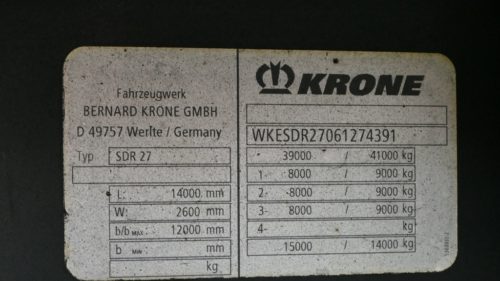 Fahrzeugwerk
BERNARD KRONE GMBH
D 49757 Werlte / Germany
Typ SDR 27
L: 14000 mm
W: 2600 mm
b/b MAX: 12000 mm
b MIN: mm
kg
KRONE
WKESDR27061274391
39000 / 41000 kg
1- 8000 / 9000 kg
2- 8000 / 9000 kg
3- 8000 / 9000 kg
4- kg
15000 / 14000 kg